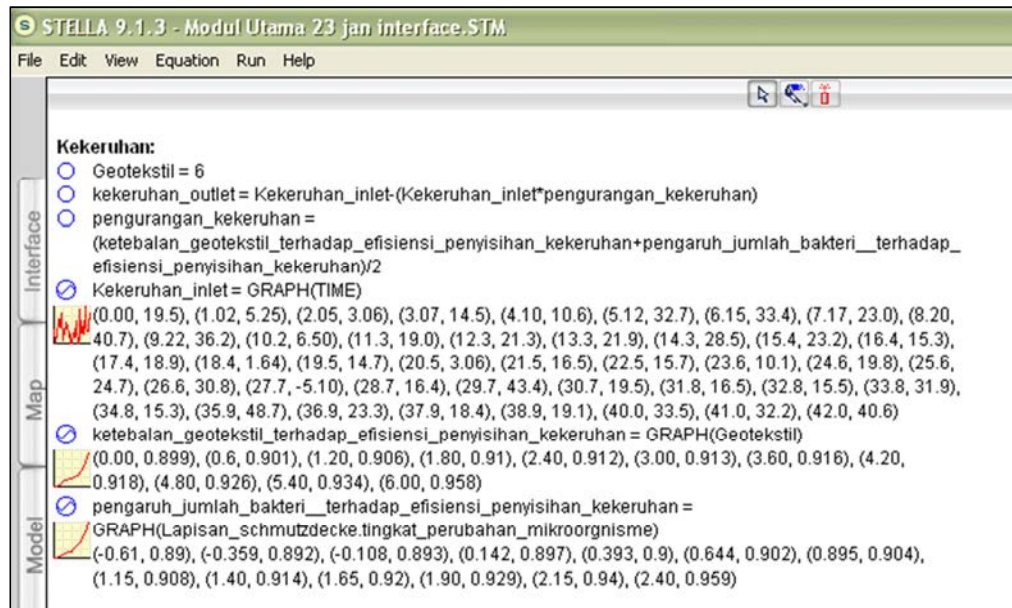 STELLA 9.1.3 - Modul Utama 23 jan interface.STM
File Edit View Equation Run Help
Interface
Map
Model
Kekeruhan:
Geotekstil = 6
kekeruhan_outlet = Kekeruhan_inlet-(Kekeruhan_inlet*pengurangan_kekeruhan)
pengurangan_kekeruhan =
(ketebalan_geotekstil_terhadap_efisiensi_penyisihan_kekeruhan+pengaruh_jumlah_bakteri__terhadap_
efisiensi_penyisihan_kekeruhan)/2
Kekeruhan_inlet = GRAPH(TIME)
(0.00, 19.5), (1.02, 5.25), (2.05, 3.06), (3.07, 14.5), (4.10, 10.6), (5.12, 32.7), (6.15, 33.4), (7.17, 23.0), (8.20,
40.7), (9.22, 36.2), (10.2, 6.50), (11.3, 19.0), (12.3, 21.3), (13.3, 21.9), (14.3, 28.5), (15.4, 23.2), (16.4, 15.3),
(17.4, 18.9), (18.4, 1.64), (19.5, 14.7), (20.5, 3.06), (21.5, 16.5), (22.5, 15.7), (23.6, 10.1), (24.6, 19.8), (25.6,
24.7), (26.6, 30.8), (27.7, -5.10), (28.7, 16.4), (29.7, 43.4), (30.7, 19.5), (31.8, 16.5), (32.8, 15.5), (33.8, 31.9),
(34.8, 15.3), (35.9, 48.7), (36.9, 23.3), (37.9, 18.4), (38.9, 19.1), (40.0, 33.5), (41.0, 32.2), (42.0, 40.6)
ketebalan_geotekstil_terhadap_efisiensi_penyisihan_kekeruhan = GRAPH(Geotekstil)
(0.00, 0.899), (0.6, 0.901), (1.20, 0.906), (1.80, 0.91), (2.40, 0.912), (3.00, 0.913), (3.60, 0.916), (4.20,
0.918), (4.80, 0.926), (5.40, 0.934), (6.00, 0.958)
pengaruh_jumlah_bakteri__terhadap_efisiensi_penyisihan_kekeruhan =
GRAPH(Lapisan_schmutzdecke.tingkat_perubahan_mikroorgnisme)
(-0.61, 0.89), (-0.359, 0.892), (-0.108, 0.893), (0.142, 0.897), (0.393, 0.9), (0.644, 0.902), (0.895, 0.904),
(1.15, 0.908), (1.40, 0.914), (1.65, 0.92), (1.90, 0.929), (2.15, 0.94), (2.40, 0.959)